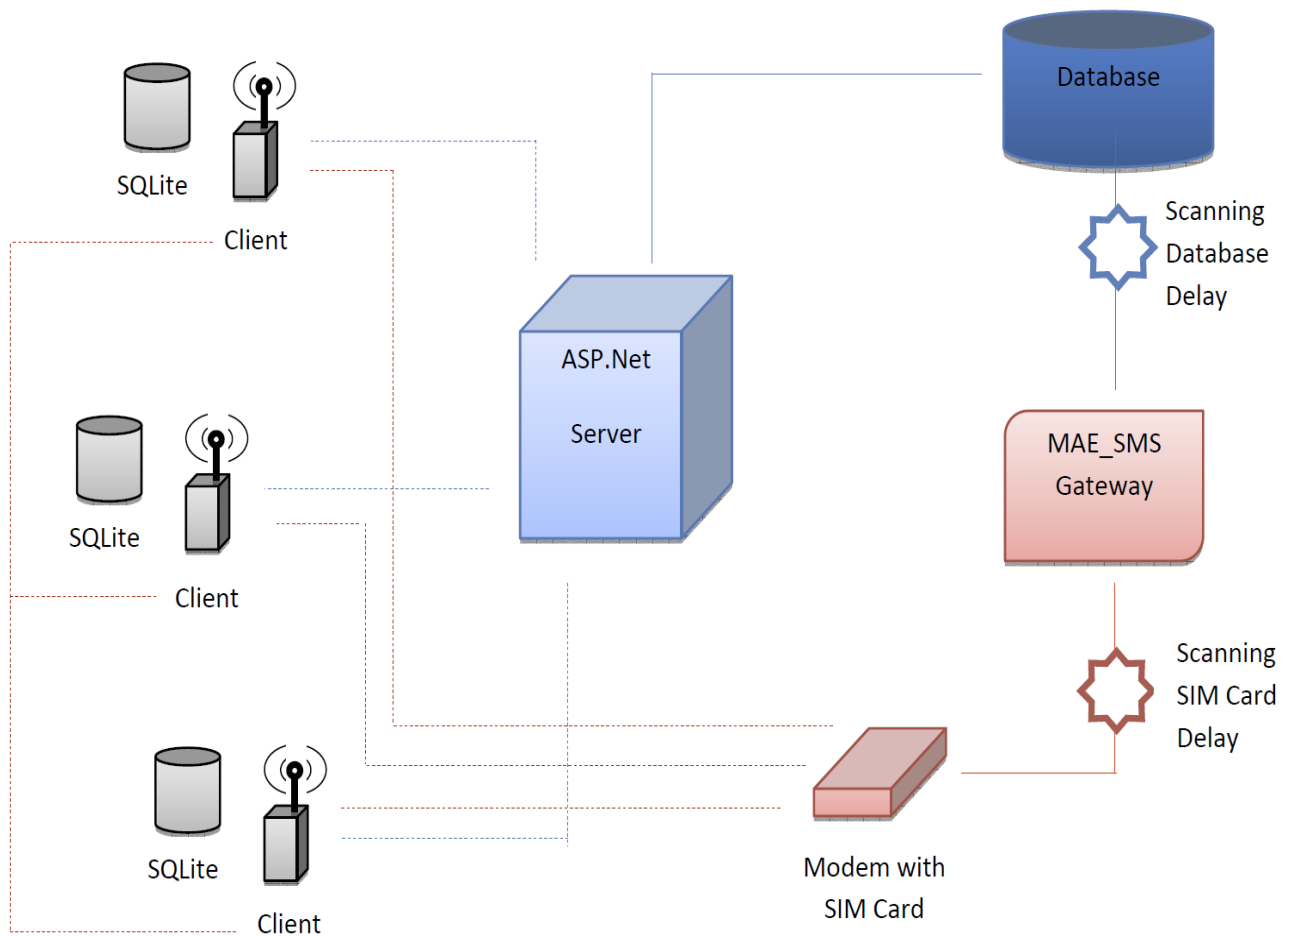 Database
SQLite
Client
Scanning
Database
Delay
ASP.Net
Server
MAE_SMS
Gateway
SQLite
Client
Scanning
SIM Card
Delay
SQLite
Client
Modem with
SIM Card